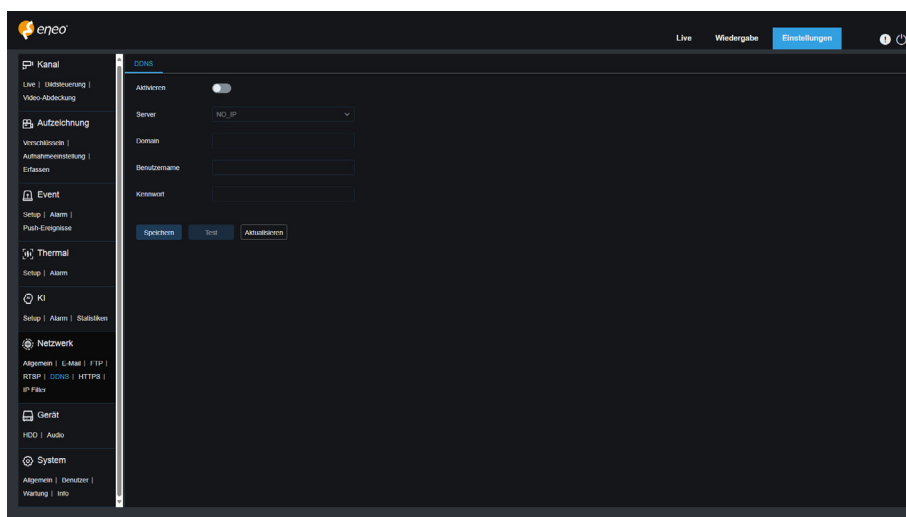 eneo
Live Wiedergabe Einstellungen
Kanal
Live | Bildsteuerung |
Video-Abdeckung
Aufzeichnung
Verschlüsseln |
Aufnahmeeinstellung |
Erfassen
Event
Setup | Alarm |
Push-Ereignisse
Thermal
Setup | Alarm
KI
Setup | Alarm | Statistiken
Netzwerk
Allgemein | E-Mail | FTP |
RTSP | DDNS | HTTPS |
IP Filter
Gerät
HDD | Audio
System
Allgemein | Benutzer |
Wartung | Info
DDNS
Aktivieren
Server NO_IP
Domain
Benutzername
Kennwort
Speichern Test Aktualisieren